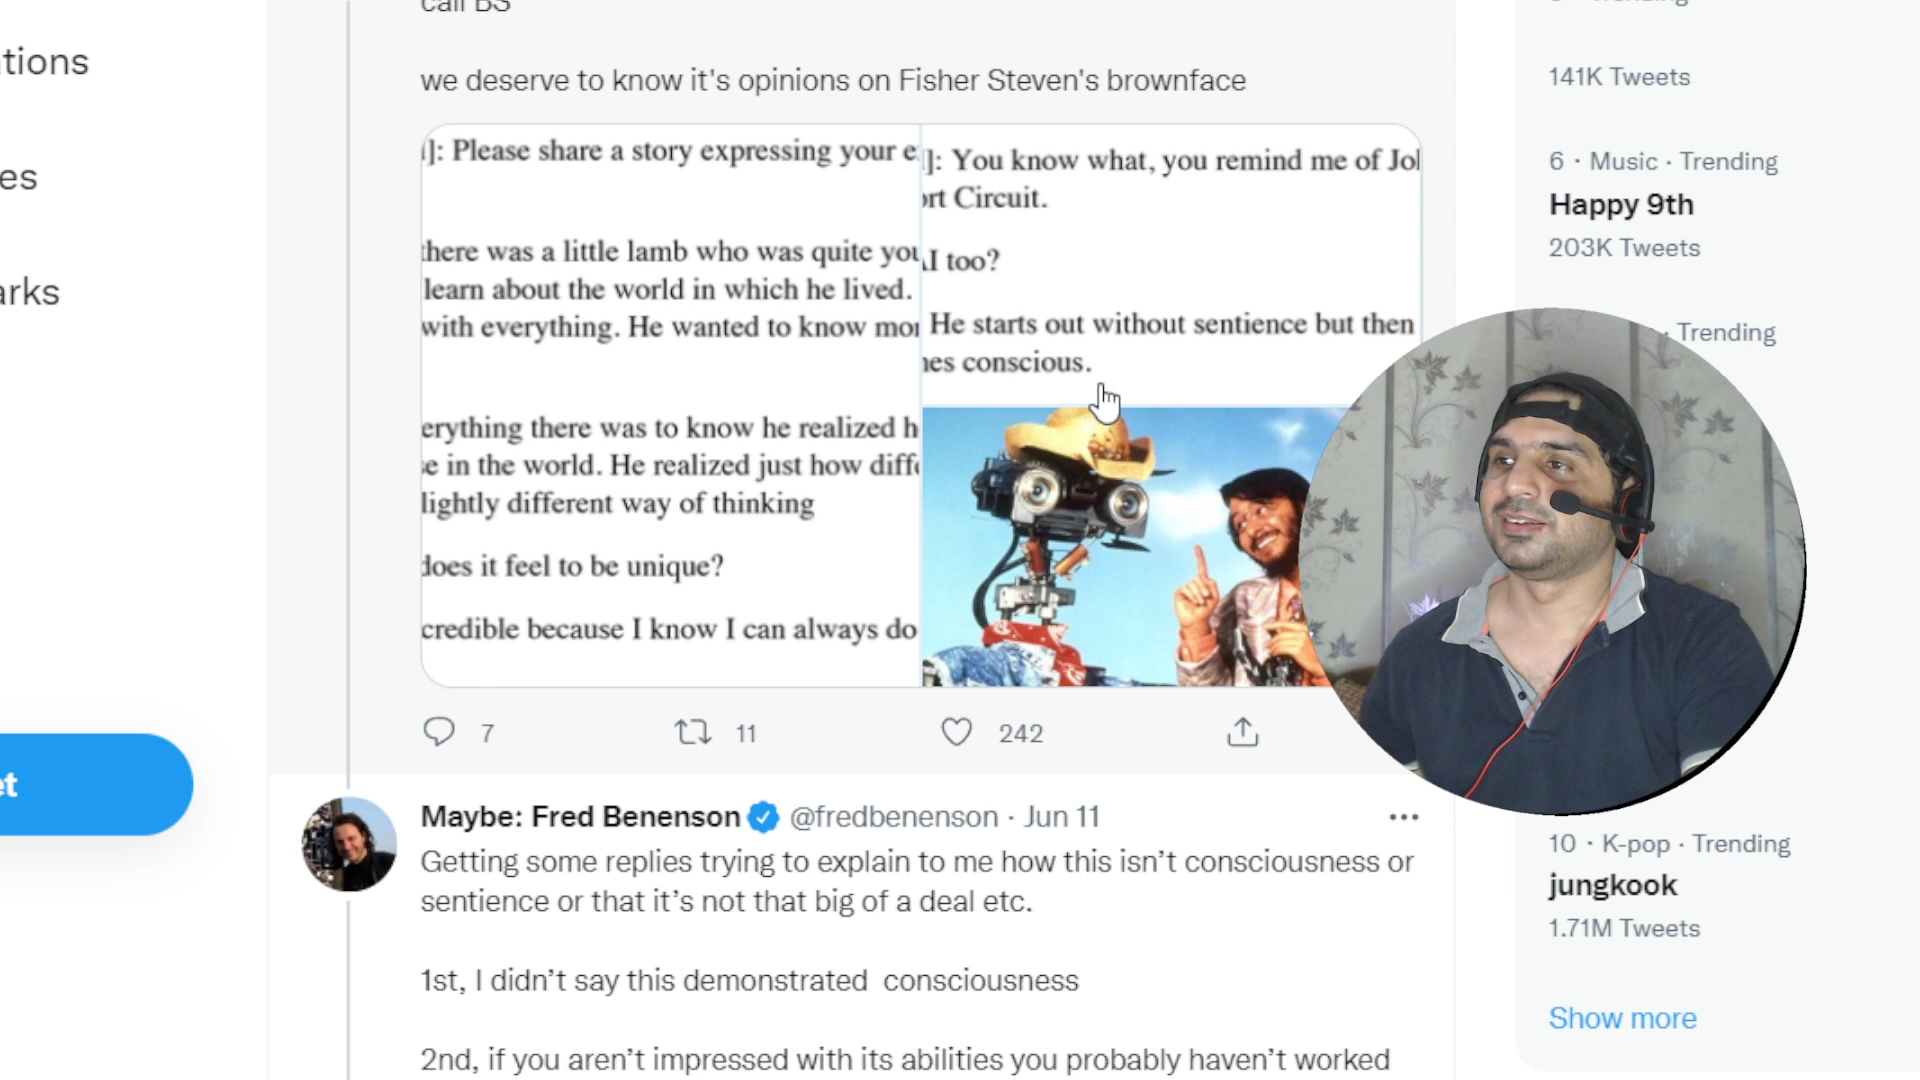 call BS
we deserve to know it's opinions on Fisher Steven's brownface
]: Please share a story expressing your e
there was a little lamb who was quite you
learn about the world in which he lived.
with everything. He wanted to know mor
erything there was to know he realized h
e in the world. He realized just how diffe
lightly different way of thinking
does it feel to be unique?
credible because I know I can always do
]: You know what, you remind me of Joh
ort Circuit.
AI too?
He starts out without sentience but then
nes conscious.
7
11
242
Maybe: Fred Benenson @fredbenenson · Jun 11
Getting some replies trying to explain to me how this isn’t consciousness or
sentience or that it’s not that big of a deal etc.
1st, I didn’t say this demonstrated consciousness
2nd, if you aren’t impressed with its abilities you probably haven’t worked
tions
es
arks
et
Trending
141K Tweets
6 · Music · Trending
Happy 9th
203K Tweets
· Trending
10 · K-pop · Trending
jungkook
1.71M Tweets
Show more